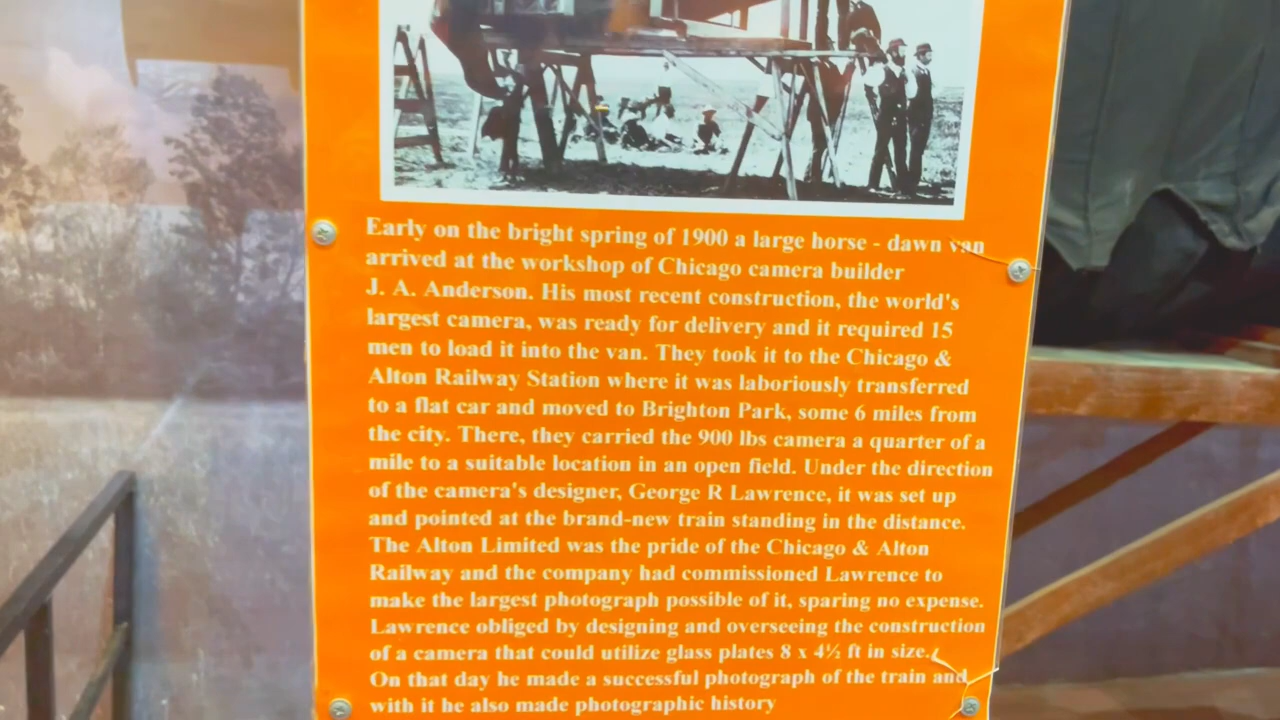 Early on the bright spring of 1900 a large horse - dawn van
arrived at the workshop of Chicago camera builder
J. A. Anderson. His most recent construction, the world's
largest camera, was ready for delivery and it required 15
men to load it into the van. They took it to the Chicago &
Alton Railway Station where it was laboriously transferred
to a flat car and moved to Brighton Park, some 6 miles from
the city. There, they carried the 900 lbs camera a quarter of a
mile to a suitable location in an open field. Under the direction
of the camera's designer, George R Lawrence, it was set up
and pointed at the brand-new train standing in the distance.
The Alton Limited was the pride of the Chicago & Alton
Railway and the company had commissioned Lawrence to
make the largest photograph possible of it, sparing no expense.
Lawrence obliged by designing and overseeing the construction
of a camera that could utilize glass plates 8 x 4½ ft in size.
On that day he made a successful photograph of the train and
with it he also made photographic history